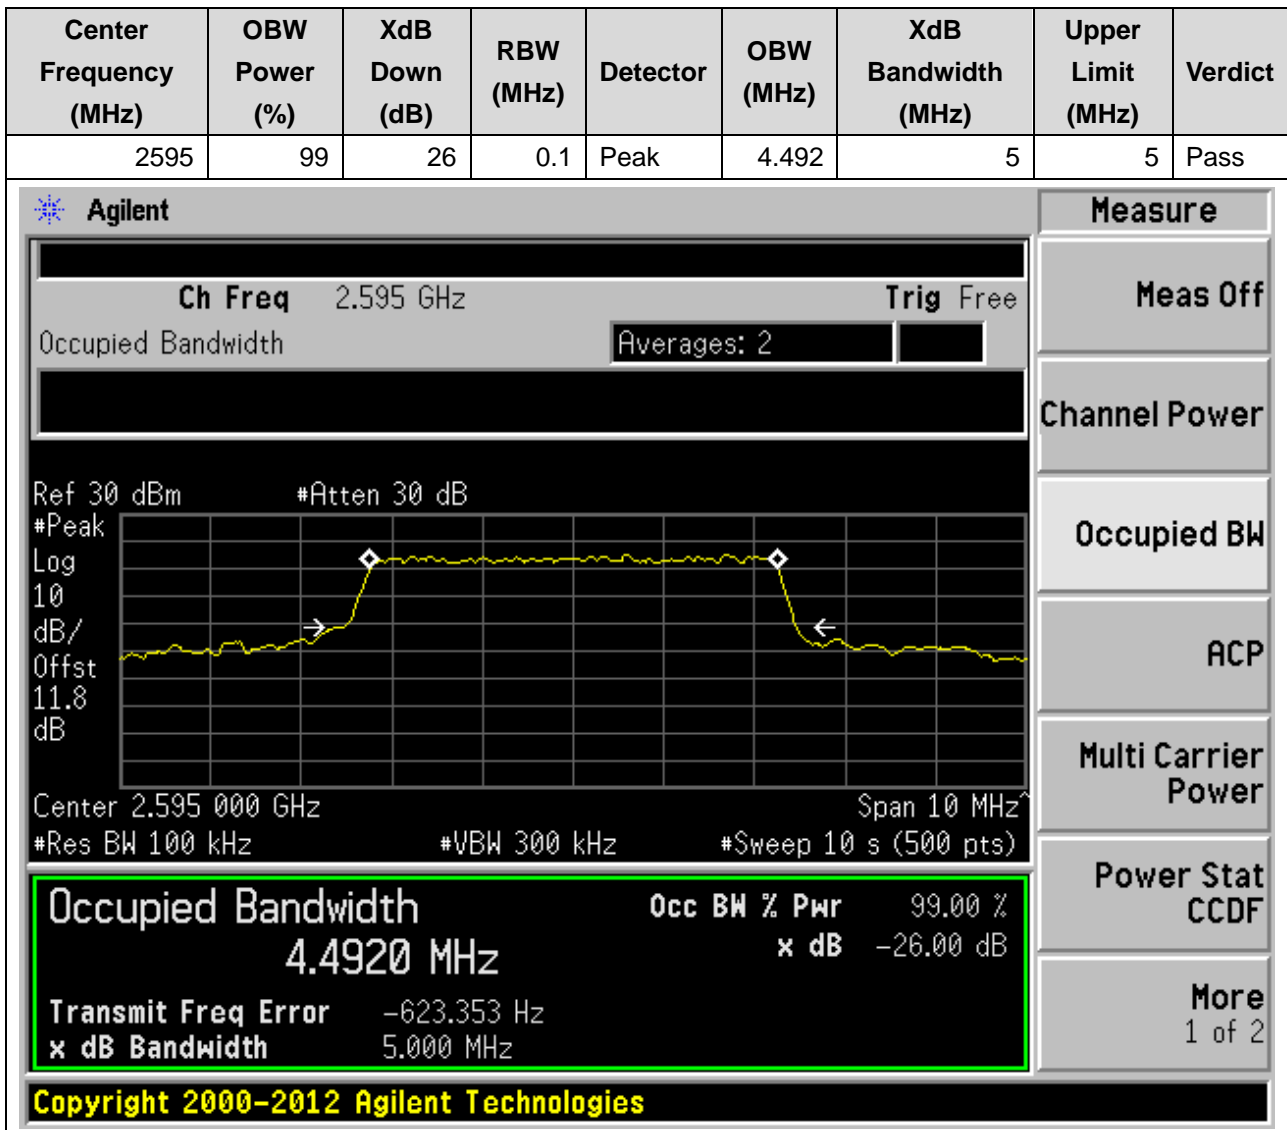 Center Frequency (MHz) OBW Power (%) XdB Down (dB) RBW (MHz) Detector OBW (MHz) XdB Bandwidth (MHz) Upper Limit (MHz) Verdict
2595 99 26 0.1 Peak 4.492 5 5 Pass
Agilent
Measure
Ch Freq 2.595 GHz Trig Free
Meas Off
Occupied Bandwidth Averages: 2
Channel Power
Ref 30 dBm #Atten 30 dB
#Peak
Log
10
dB/
Offst
11.8
dB
Occupied BW
ACP
Multi Carrier
Power
Center 2.595 000 GHz Span 10 MHz^
#Res BW 100 kHz #VBW 300 kHz #Sweep 10 s (500 pts)
Power Stat
CCDF
Occupied Bandwidth Occ BW % Pwr 99.00 %
4.4920 MHz x dB -26.00 dB
Transmit Freq Error -623.353 Hz
x dB Bandwidth 5.000 MHz
More
1 of 2
Copyright 2000-2012 Agilent Technologies